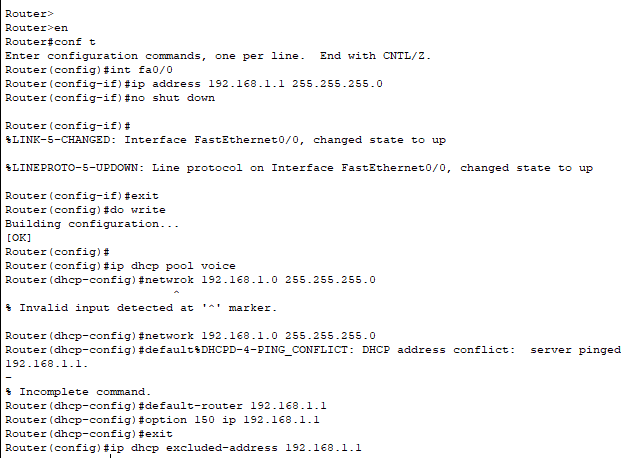 Router>
Router>en
Router#conf t
Enter configuration commands, one per line.  End with CNTL/Z.
Router(config)#int fa0/0
Router(config-if)#ip address 192.168.1.1 255.255.255.0
Router(config-if)#no shut down
Router(config-if)#
%LINK-5-CHANGED: Interface FastEthernet0/0, changed state to up
%LINEPROTO-5-UPDOWN: Line protocol on Interface FastEthernet0/0, changed state to up
Router(config-if)#exit
Router(config)#do write
Building configuration...
[OK]
Router(config)#
Router(config)#ip dhcp pool voice
Router(dhcp-config)#netwrok 192.168.1.0 255.255.255.0
^
% Invalid input detected at '^' marker.
Router(dhcp-config)#network 192.168.1.0 255.255.255.0
Router(dhcp-config)#default%DHCPD-4-PING_CONFLICT: DHCP address conflict:  server pinged
192.168.1.1.
-
% Incomplete command.
Router(dhcp-config)#default-router 192.168.1.1
Router(dhcp-config)#option 150 ip 192.168.1.1
Router(dhcp-config)#exit
Router(config)#ip dhcp excluded-address 192.168.1.1